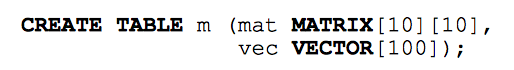 CREATE TABLE m (mat MATRIX[10][10],
vec VECTOR[100]);